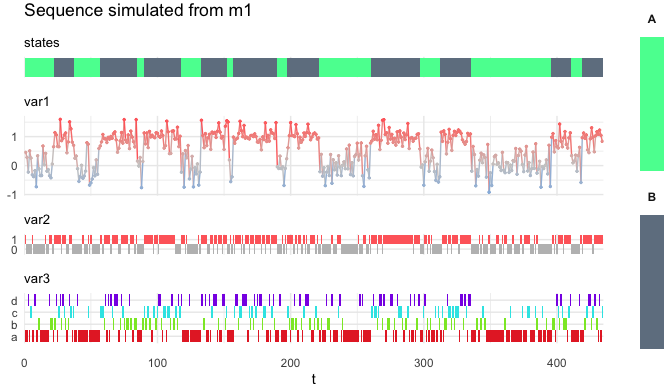 Sequence simulated from m1
A
states
var1
1
0
-1
B
var2
1
0
var3
d
c
b
a
0 100 200 300 400
t